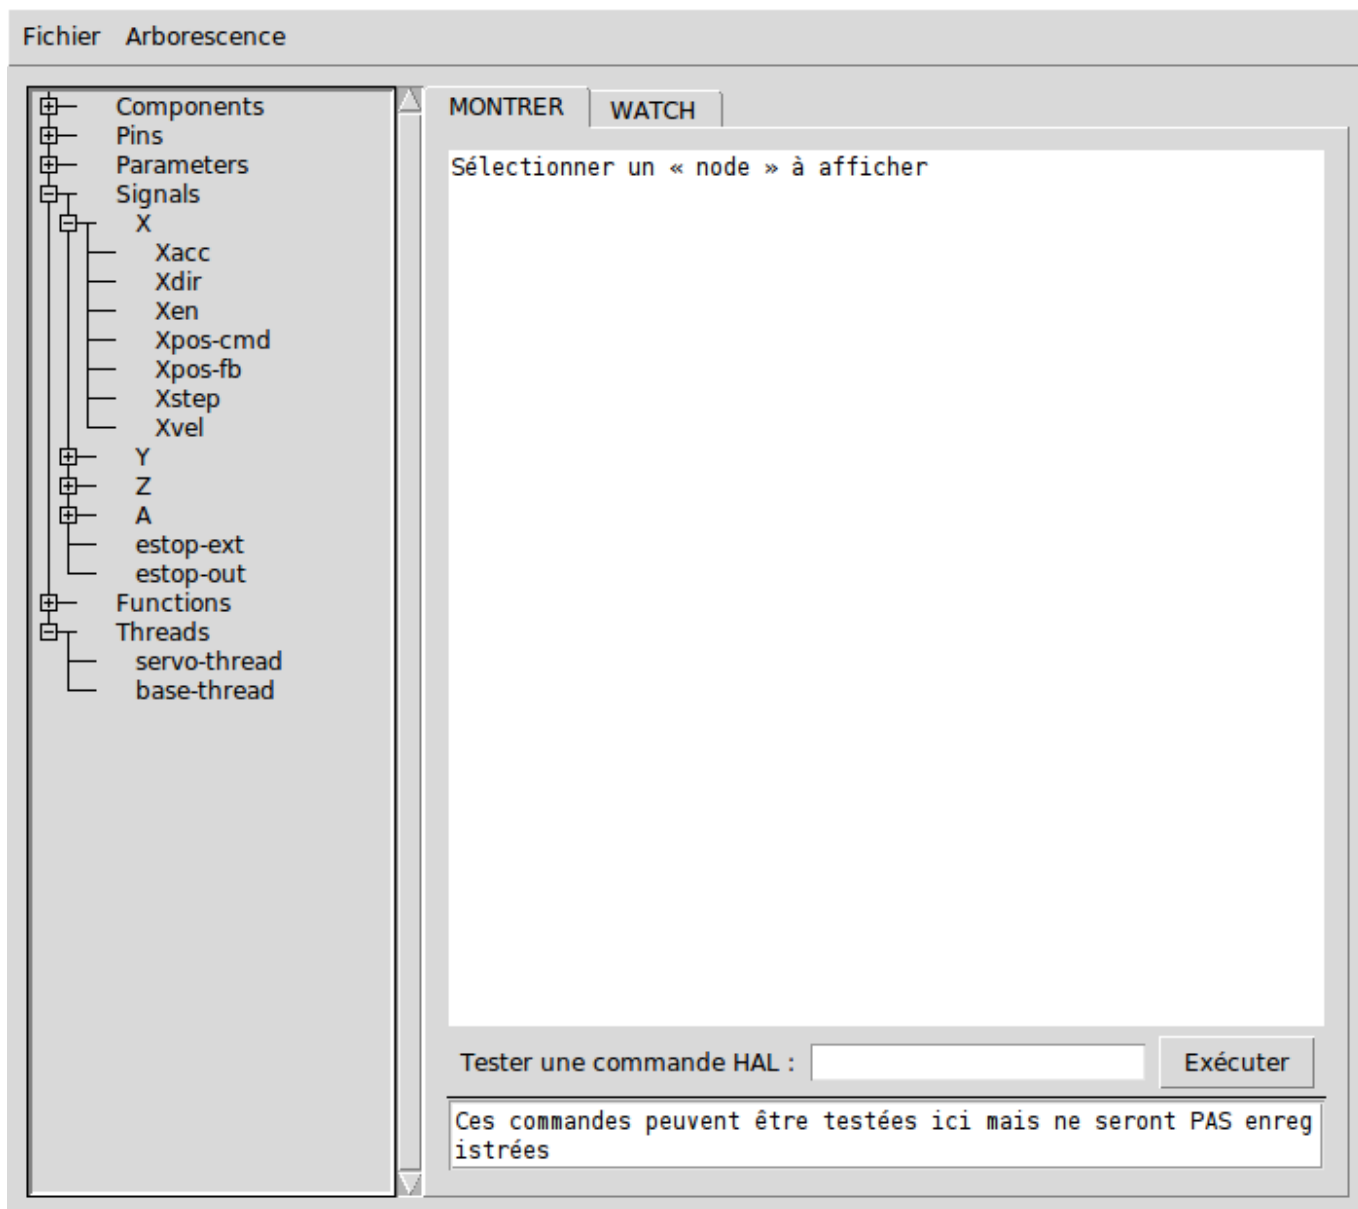 Fichier Arborescence
Components
Pins
Parameters
Signals
X
Xacc
Xdir
Xen
Xpos-cmd
Xpos-fb
Xstep
Xvel
Y
Z
A
estop-ext
estop-out
Functions
Threads
servo-thread
base-thread
MONTRER WATCH
Sélectionner un « node » à afficher
Tester une commande HAL : Exécuter
Ces commandes peuvent être testées ici mais ne seront PAS enreg
istrées